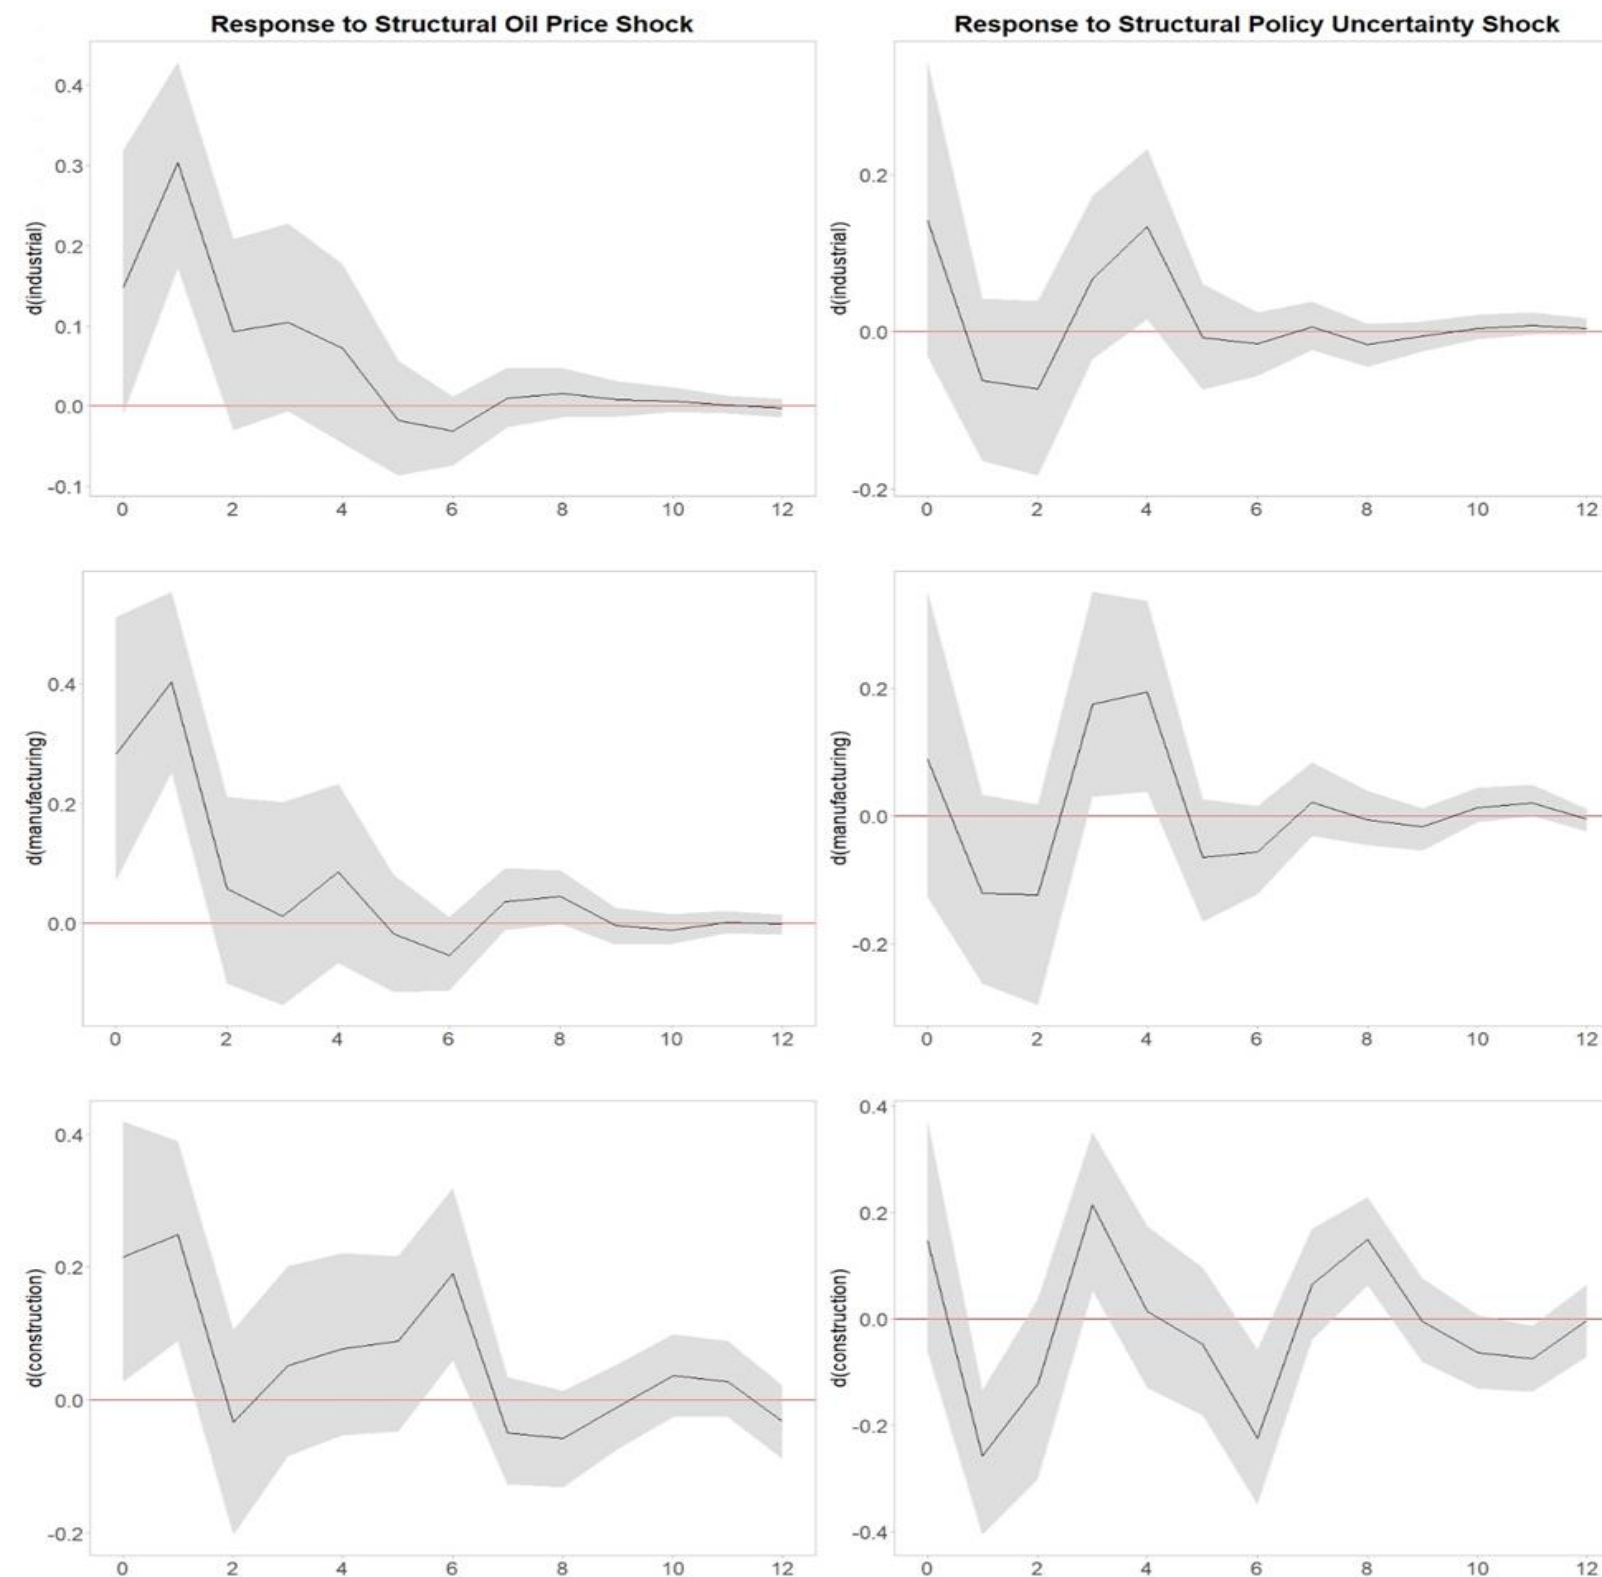 Response to Structural Oil Price Shock
d(industrial)
0.4
0.3
0.2
0.1
0.0
-0.1
0 2 4 6 8 10 12
Response to Structural Policy Uncertainty Shock
d(industrial)
0.2
0.0
-0.2
0 2 4 6 8 10 12
d(manufacturing)
0.4
0.2
0.0
0 2 4 6 8 10 12
d(manufacturing)
0.2
0.0
-0.2
0 2 4 6 8 10 12
d(construction)
0.4
0.2
0.0
-0.2
0 2 4 6 8 10 12
d(construction)
0.4
0.2
0.0
-0.2
-0.4
0 2 4 6 8 10 12